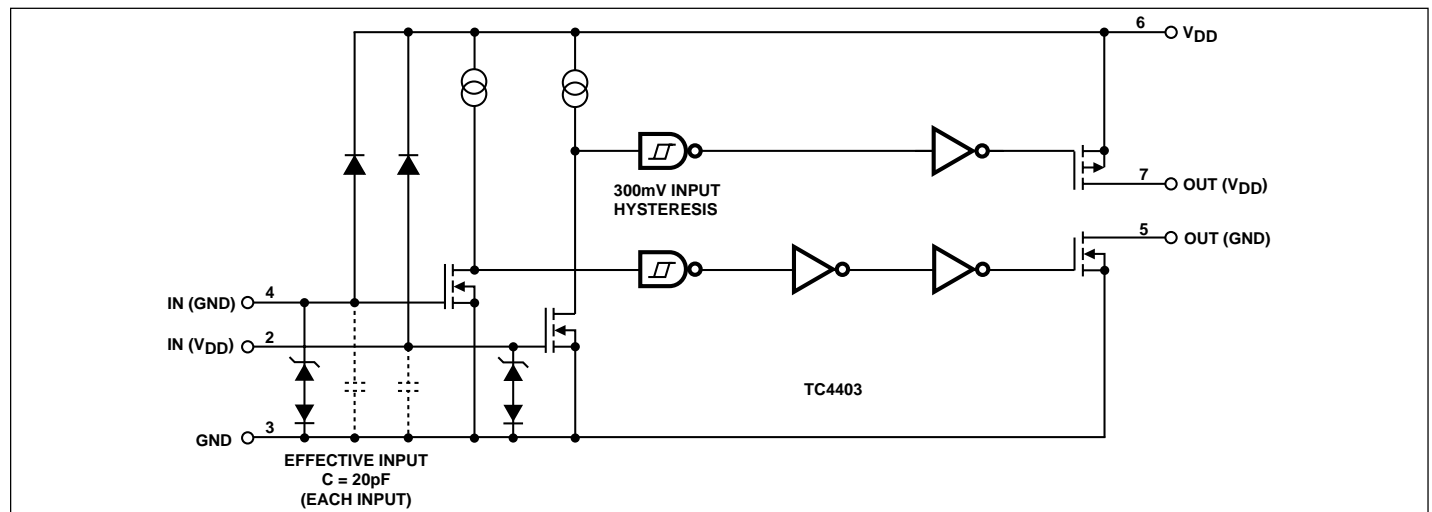 6
VDD
7
OUT (VDD)
300mV INPUT
HYSTERESIS
5
OUT (GND)
IN (GND)
4
IN (VDD)
2
TC4403
GND
3
EFFECTIVE INPUT
C = 20pF
(EACH INPUT)